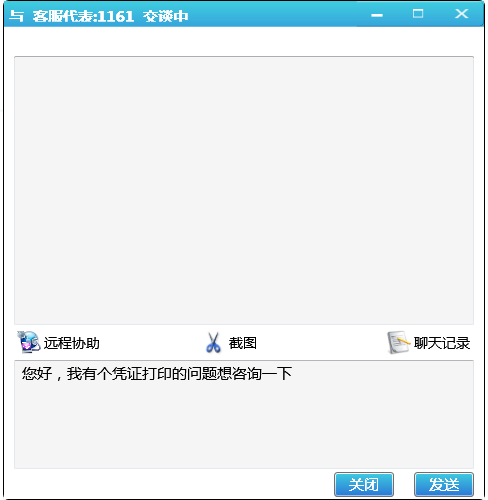 与 客服代表:1161 交谈中
远程协助 截图 聊天记录
您好，我有个凭证打印的问题想咨询一下
关闭 发送